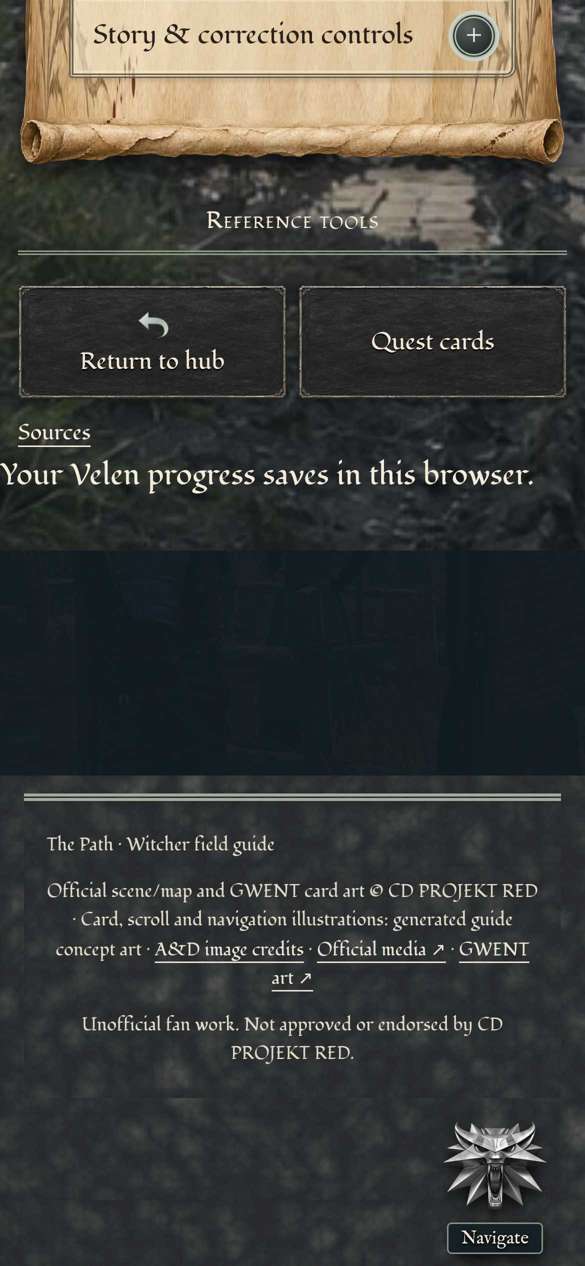 Story & correction controls
Reference tools
Return to hub
Quest cards
Sources
Your Velen progress saves in this browser.
The Path · Witcher field guide
Official scene/map and GWENT card art © CD PROJEKT RED
· Card, scroll and navigation illustrations: generated guide
concept art · A&D image credits · Official media ↗ · GWENT
art ↗
Unofficial fan work. Not approved or endorsed by CD
PROJEKT RED.
Navigate